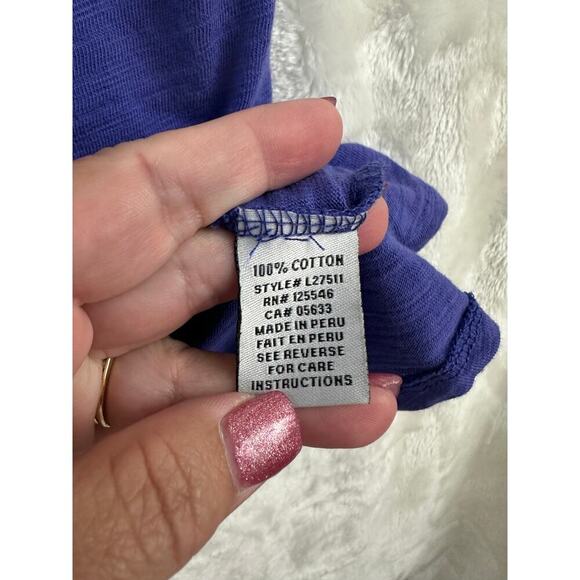 100% COTTON
STYLE# L27511
RN# 125546
CA# 05633
MADE IN PERU
FAIT EN PERU
SEE REVERSE
FOR CARE
INSTRUCTIONS